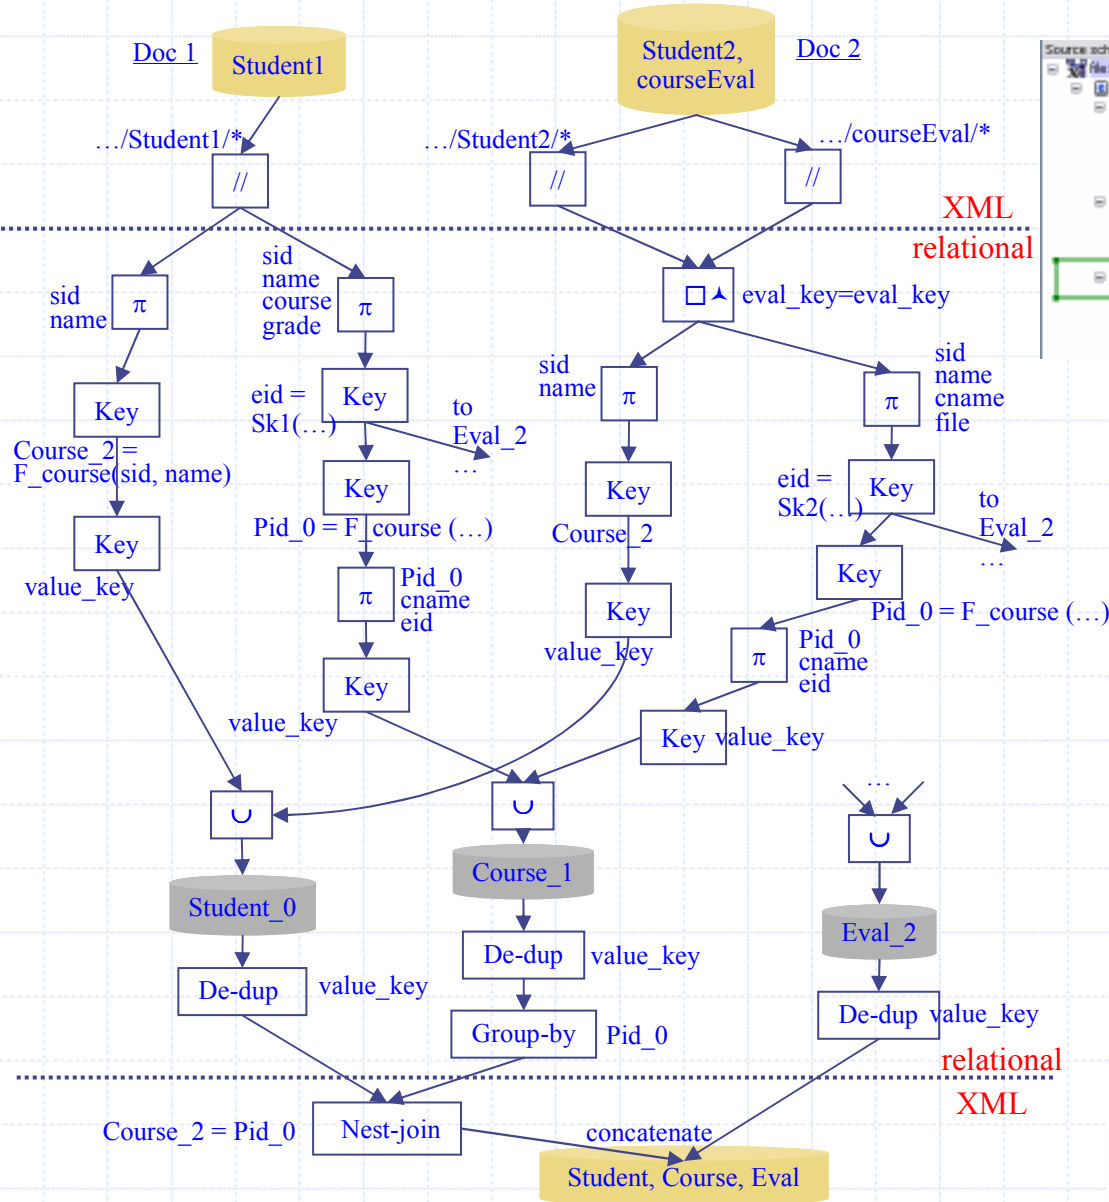 Doc 1
Student1
Student2,
courseEval
Doc 2
Source sch
file:
…/Student1/*
…/Student2/*
…/courseEval/*
//
//
//
XML
relational
sid
name
π
sid
name
course
grade
π
eval_key=eval_key
sid
name
π
sid
name
cname
file
π
Key
Course_2 =
F_course(sid, name)
eid =
Sk1(…)
Key
to
Eval_2
…
Key
Course_2
eid =
Sk2(…)
Key
to
Eval_2
…
Key
value_key
Key
Pid_0 = F_course (…)
π
Pid_0
cname
eid
Key
value_key
Key
value_key
Key
Pid_0 = F_course (…)
π
Pid_0
cname
eid
Key
value_key
∪
∪
…
∪
Student_0
Course_1
Eval_2
De-dup
value_key
De-dup
value_key
De-dup
value_key
Group-by
Pid_0
relational
XML
Course_2 = Pid_0
Nest-join
concatenate
Student, Course, Eval